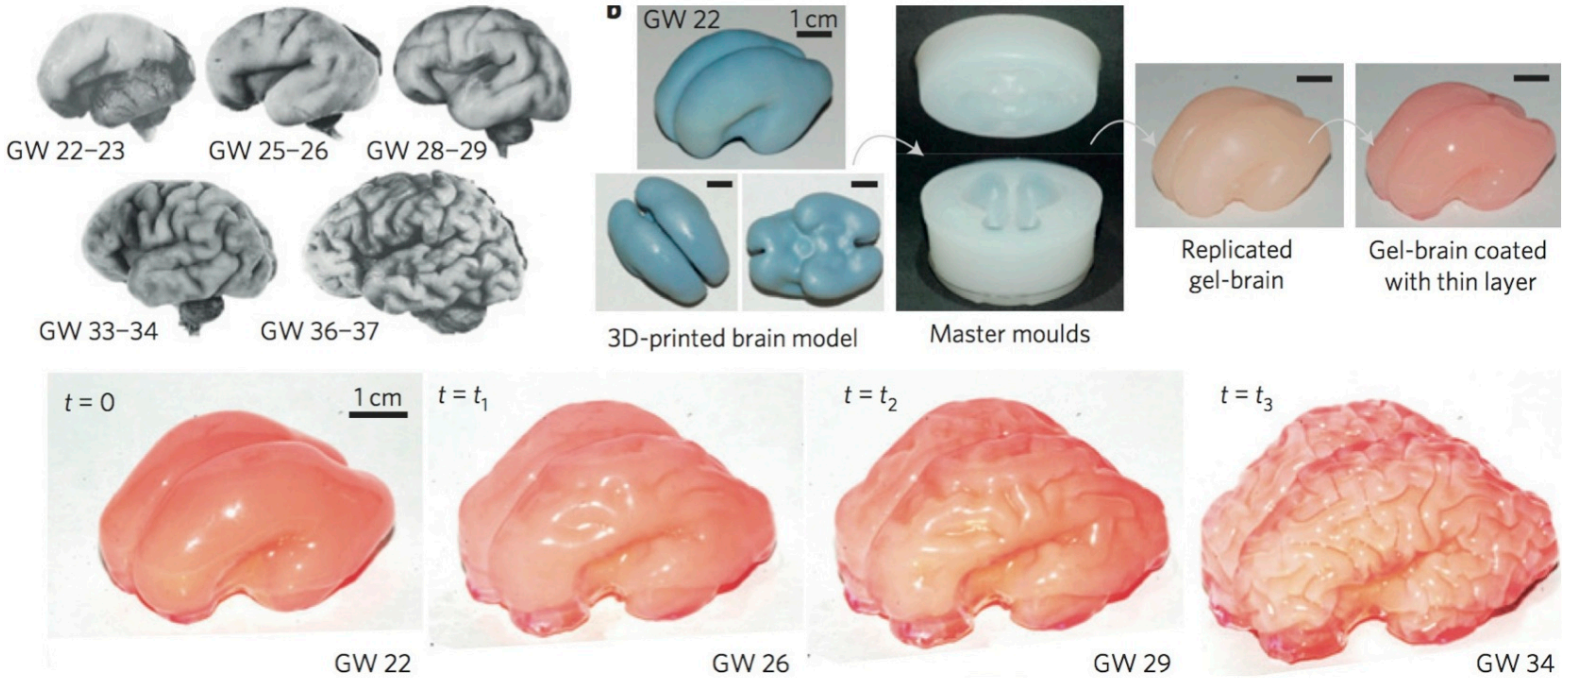 GW 22–23
GW 25–26
GW 28–29
GW 33–34
GW 36–37
b
GW 22
1 cm
3D-printed brain model
Master moulds
Replicated
gel-brain
Gel-brain coated
with thin layer
t = 0
1 cm
GW 22
t = t₁
GW 26
t = t₂
GW 29
t = t₃
GW 34